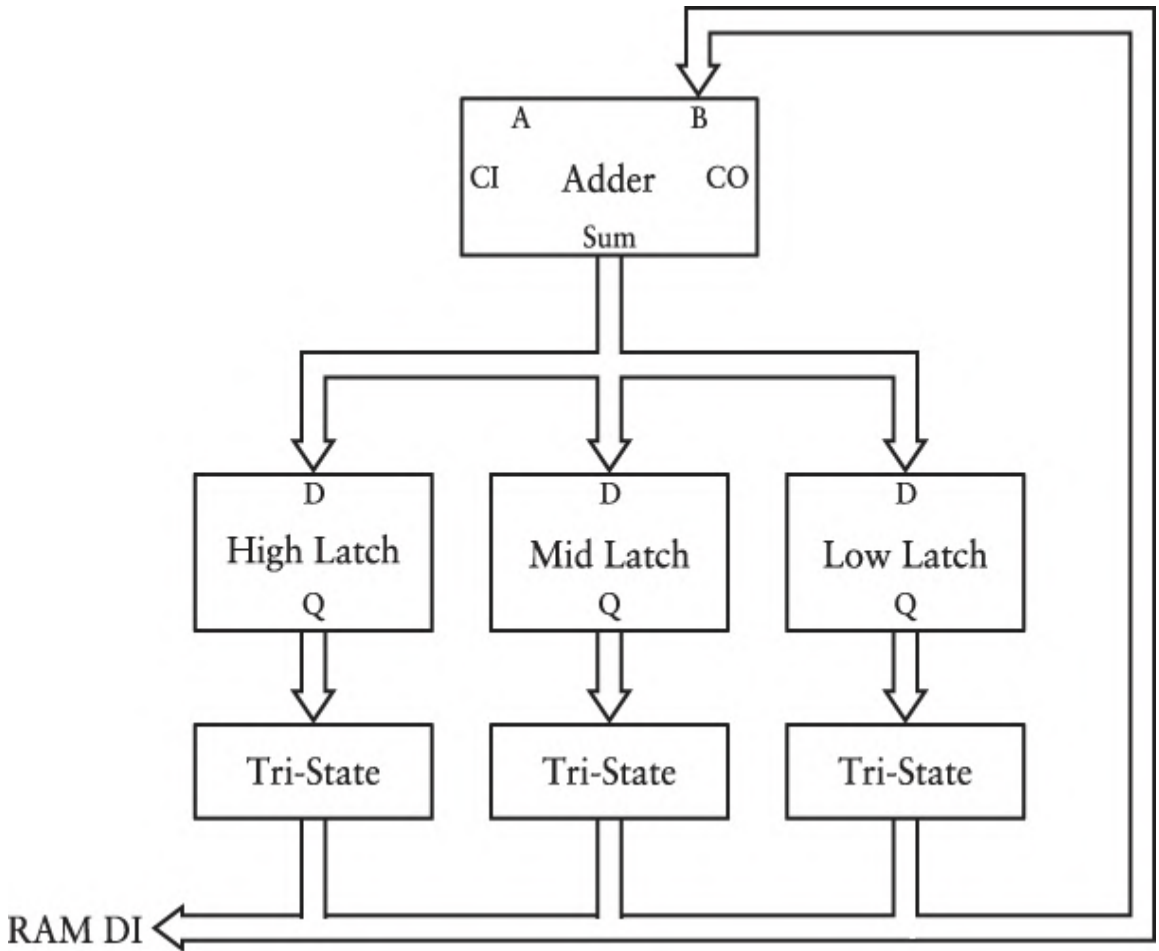 A B
CI Adder CO
Sum
D D D
High Latch Mid Latch Low Latch
Q Q Q
Tri-State Tri-State Tri-State
RAM DI